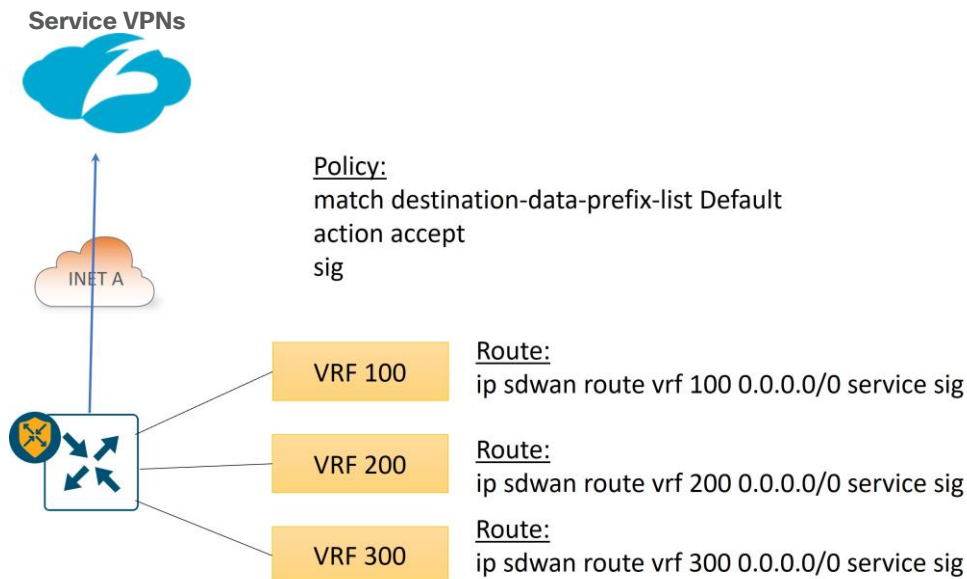 Service VPNs
Policy:
match destination-data-prefix-list Default
action accept
sig
INET A
VRF 100
Route:
ip sdwan route vrf 100 0.0.0.0/0 service sig
VRF 200
Route:
ip sdwan route vrf 200 0.0.0.0/0 service sig
VRF 300
Route:
ip sdwan route vrf 300 0.0.0.0/0 service sig